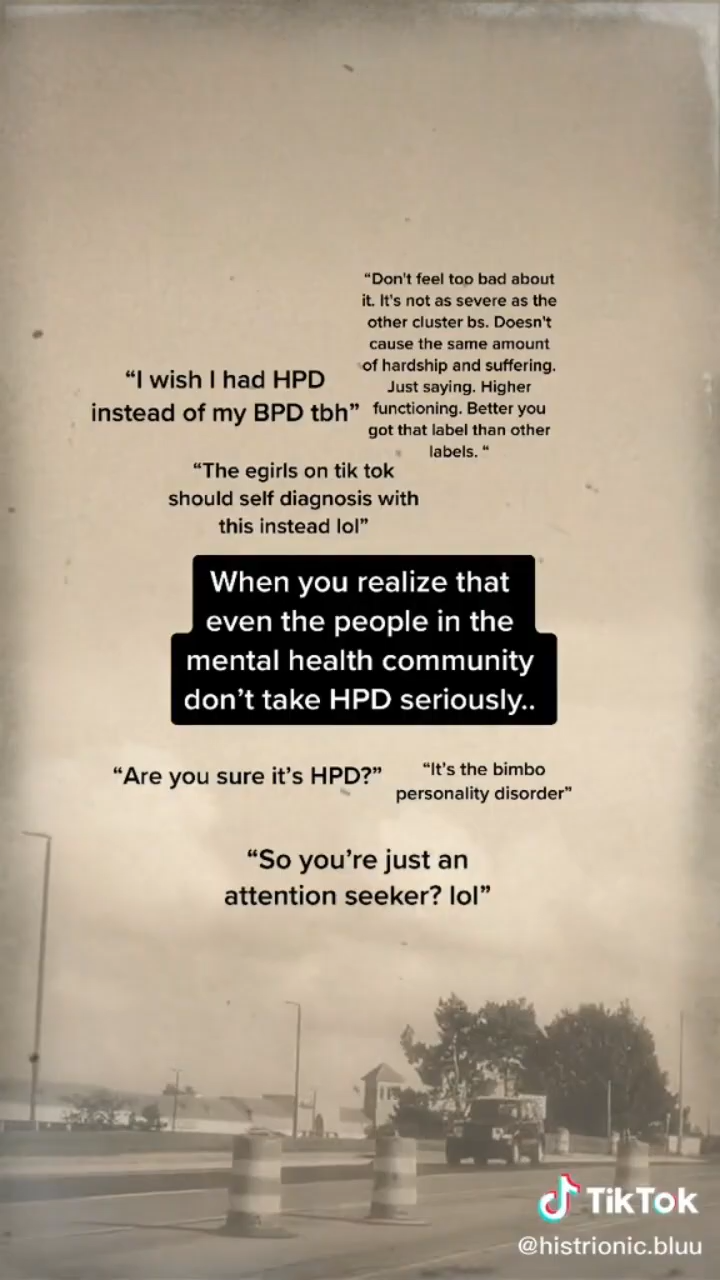 “Don't feel too bad about
it. It's not as severe as the
other cluster bs. Doesn't
cause the same amount
of hardship and suffering.
Just saying. Higher
functioning. Better you
got that label than other
labels. “
“I wish I had HPD
instead of my BPD tbh”
“The egirls on tik tok
should self diagnosis with
this instead lol”
When you realize that
even the people in the
mental health community
don’t take HPD seriously..
“Are you sure it’s HPD?”
“It’s the bimbo
personality disorder”
“So you’re just an
attention seeker? lol”
TikTok
@histrionic.bluu